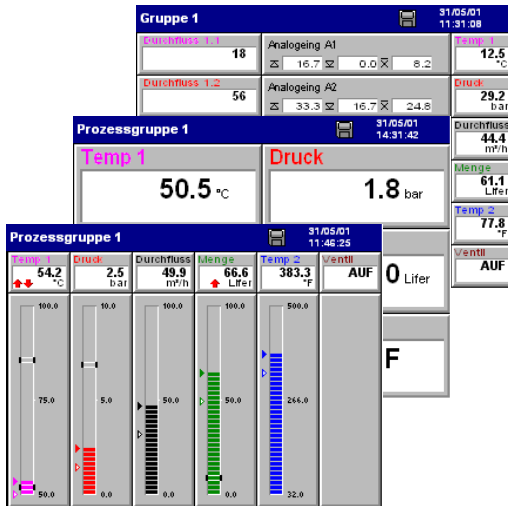 Gruppe 1
31/05/01
11:31:08
Durchfluss 1.1
18
Analogeing A1
16.7 0.0 8.2
Temp 1
12.5
°C
Durchfluss 1.2
56
Analogeing A2
33.3 16.7 24.8
Druck
29.2
bar
Durchfluss
44.4
m³/h
Menge
61.1
Lifer
Temp 2
77.8
°F
Ventil
AUF
Prozessgruppe 1
31/05/01
14:31:42
Temp 1
50.5 °C
Druck
1.8 bar
0 Lifer
F
Prozessgruppe 1
31/05/01
11:46:25
Temp 1
54.2
°C
Druck
2.5
bar
Durchfluss
49.9
m³/h
Menge
66.6
Lifer
Temp 2
383.3
°F
Ventil
AUF
100.0 10.0 100.0 100.0 500.0
75.0 5.0 50.0 50.0 266.0
50.0 0.0 0.0 0.0 32.0